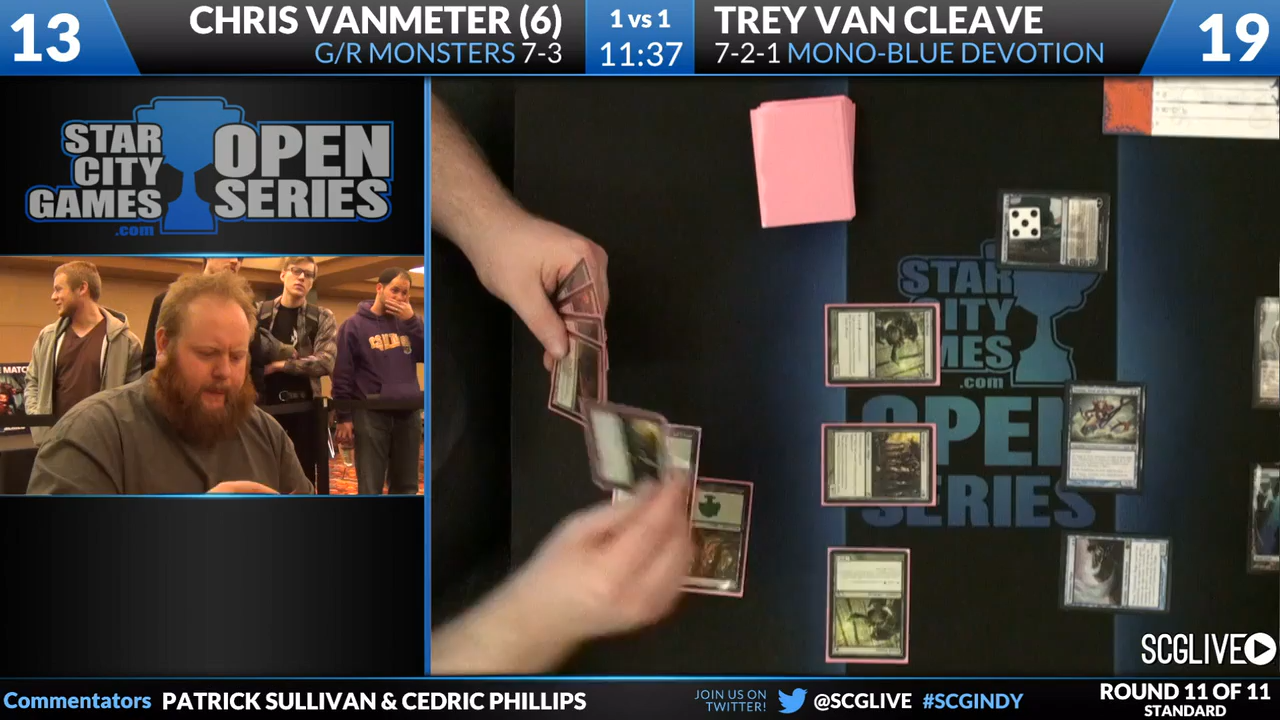 13
CHRIS VANMETER (6)
G/R MONSTERS 7-3
1 vs 1
11:37
TREY VAN CLEAVE
7-2-1 MONO-BLUE DEVOTION
19
STAR
CITY
GAMES
.com
OPEN
SERIES
STAR
CITY
GAMES
.com
OPEN
SERIES
SCGLIVE
Commentators PATRICK SULLIVAN & CEDRIC PHILLIPS
JOIN US ON
TWITTER!
@SCGLIVE #SCGINDY
ROUND 11 OF 11
STANDARD